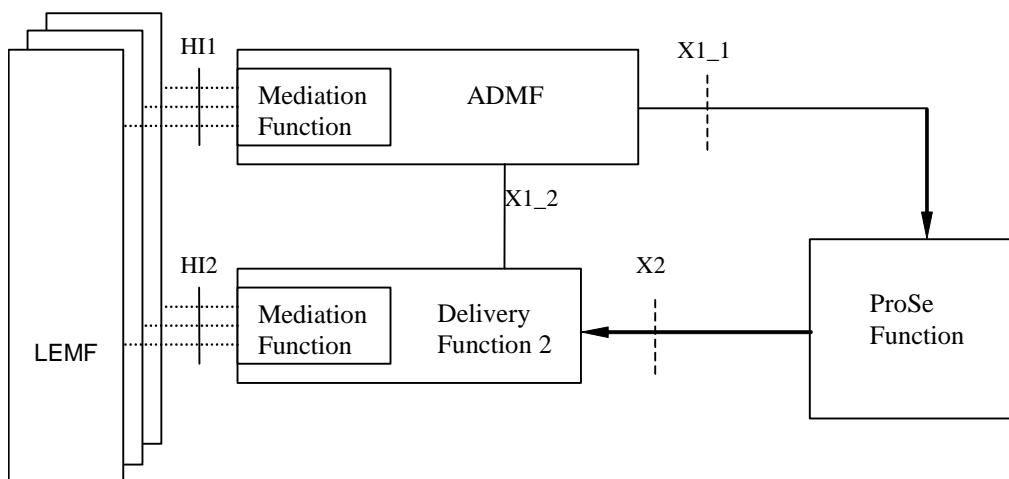 HI1
X1_1
Mediation
Function
ADMF
X1_2
HI2
X2
Mediation
Function
Delivery
Function 2
ProSe
Function
LEMF